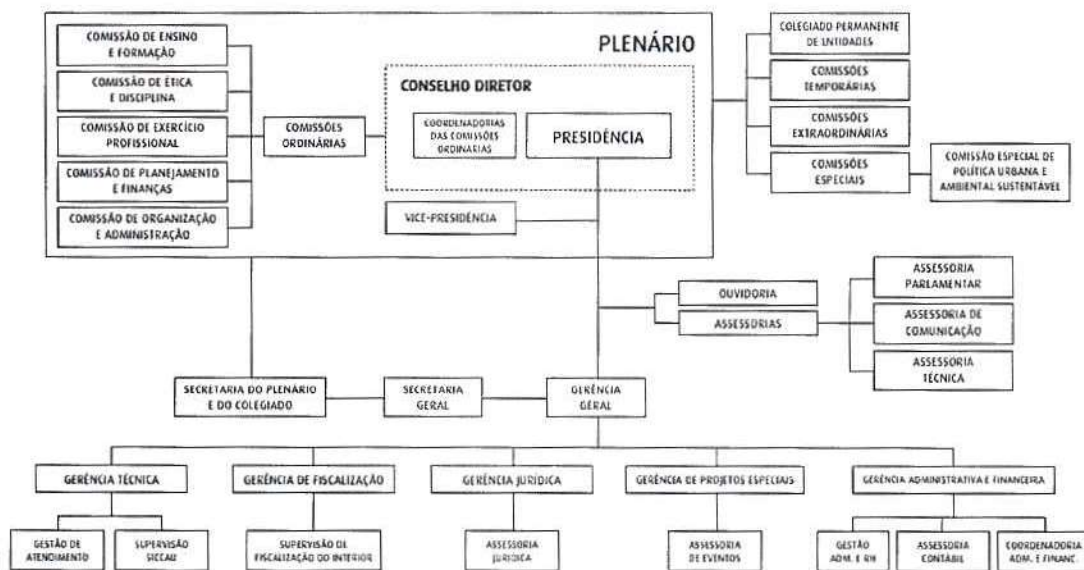 PLENÁRIO
COMISSÃO DE ENSINO
E FORMAÇÃO
COMISSÃO DE ÉTICA
E DISCIPLINA
COMISSÃO DE EXERCÍCIO
PROFISSIONAL
COMISSÃO DE PLANEJAMENTO
E FINANÇAS
COMISSÃO DE ORGANIZAÇÃO
E ADMINISTRAÇÃO
COMISSÕES
ORDINÁRIAS
CONSELHO DIRETOR
COORDENADORIAS
DAS COMISSÕES
ORDINÁRIAS
PRESIDÊNCIA
VICE-PRESIDÊNCIA
COLEGIADO PERMANENTE
DE ENTIDADES
COMISSÕES
TEMPORÁRIAS
COMISSÕES
EXTRAORDINÁRIAS
COMISSÕES
ESPECIAIS
COMISSÃO ESPECIAL DE
POLÍTICA URBANA E
AMBIENTAL SUSTENTÁVEL
OUVIDORIA
ASSESSORIAS
ASSESSORIA
PARLAMENTAR
ASSESSORIA DE
COMUNICAÇÃO
ASSESSORIA
TÉCNICA
SECRETARIA DO PLENÁRIO
E DO COLEGIADO
SECRETARIA
GERAL
GERÊNCIA
GERAL
GERÊNCIA TÉCNICA
GERÊNCIA DE FISCALIZAÇÃO
GERÊNCIA JURÍDICA
GERÊNCIA DE PROJETOS ESPECIAIS
GERÊNCIA ADMINISTRATIVA E FINANCEIRA
GESTÃO DE
ATENDIMENTO
SUPERVISÃO
SICCAU
SUPERVISÃO DE
FISCALIZAÇÃO DO INTERIOR
ASSESSORIA
JURÍDICA
ASSESSORIA
DE EVENTOS
GESTÃO
ADM. E RH
ASSESSORIA
CONTÁBIL
COORDENADORIA
ADM. E FINANC.